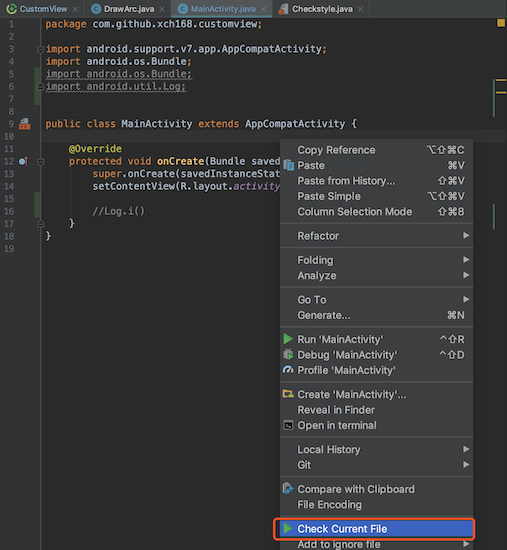 CustomView DrawArc.java MainActivity.java Checkstyle.java
1 package com.github.xch168.customview;
2
3 import android.support.v7.app.AppCompatActivity;
4 import android.os.Bundle;
5 import android.os.Bundle;
6 import android.util.Log;
7
8
9 public class MainActivity extends AppCompatActivity {
10
11 @Override
12 protected void onCreate(Bundle saved
13 super.onCreate(savedInstanceStat
14 setContentView(R.layout.activity
15
16 //Log.i()
17 }
18 }
19
Copy Reference ⌥⇧⌘C
Paste ⌘V
Paste from History... ⇧⌘V
Paste Simple ⌥⇧⌘V
Column Selection Mode ⇧⌘8
Refactor
Folding
Analyze
Go To
Generate... ⌘N
Run 'MainActivity' ^⇧R
Debug 'MainActivity' ^⇧D
Profile 'MainActivity'
Create 'MainActivity'...
Reveal in Finder
Open in terminal
Local History
Git
Compare with Clipboard
File Encoding
Check Current File
Add to ignore file